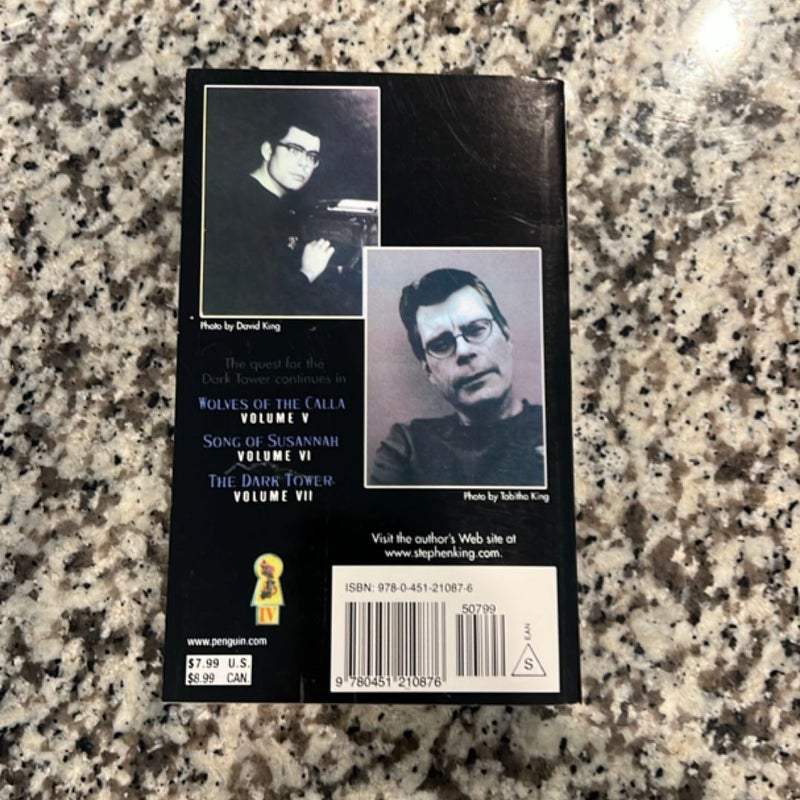 Photo by David King
The quest for the
Dark Tower continues in
WOLVES OF THE CALLA
VOLUME V
SONG OF SUSANNAH
VOLUME VI
THE DARK TOWER
VOLUME VII
Photo by Tabitha King
Visit the author's Web site at
www.stephenking.com.
IV
www.penguin.com
$7.99 U.S.
$8.99 CAN.
ISBN: 978-0-451-21087-6
50799
9 780451 210876
EAN
S